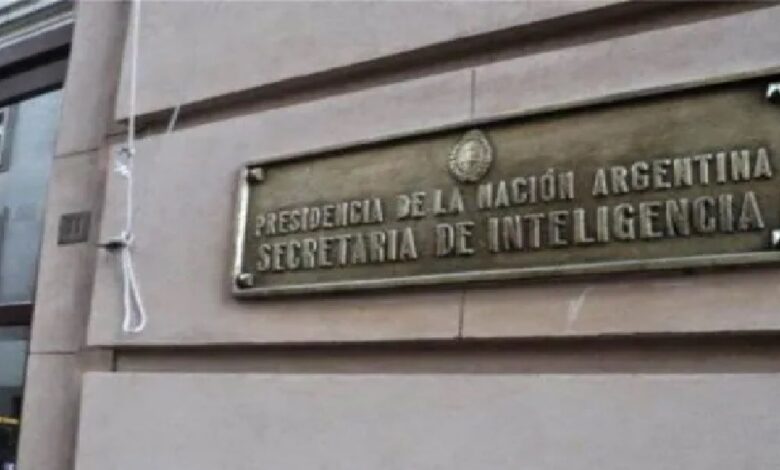 PRESIDENCIA DE LA NACIÓN ARGENTINA
SECRETARIA DE INTELIGENCIA